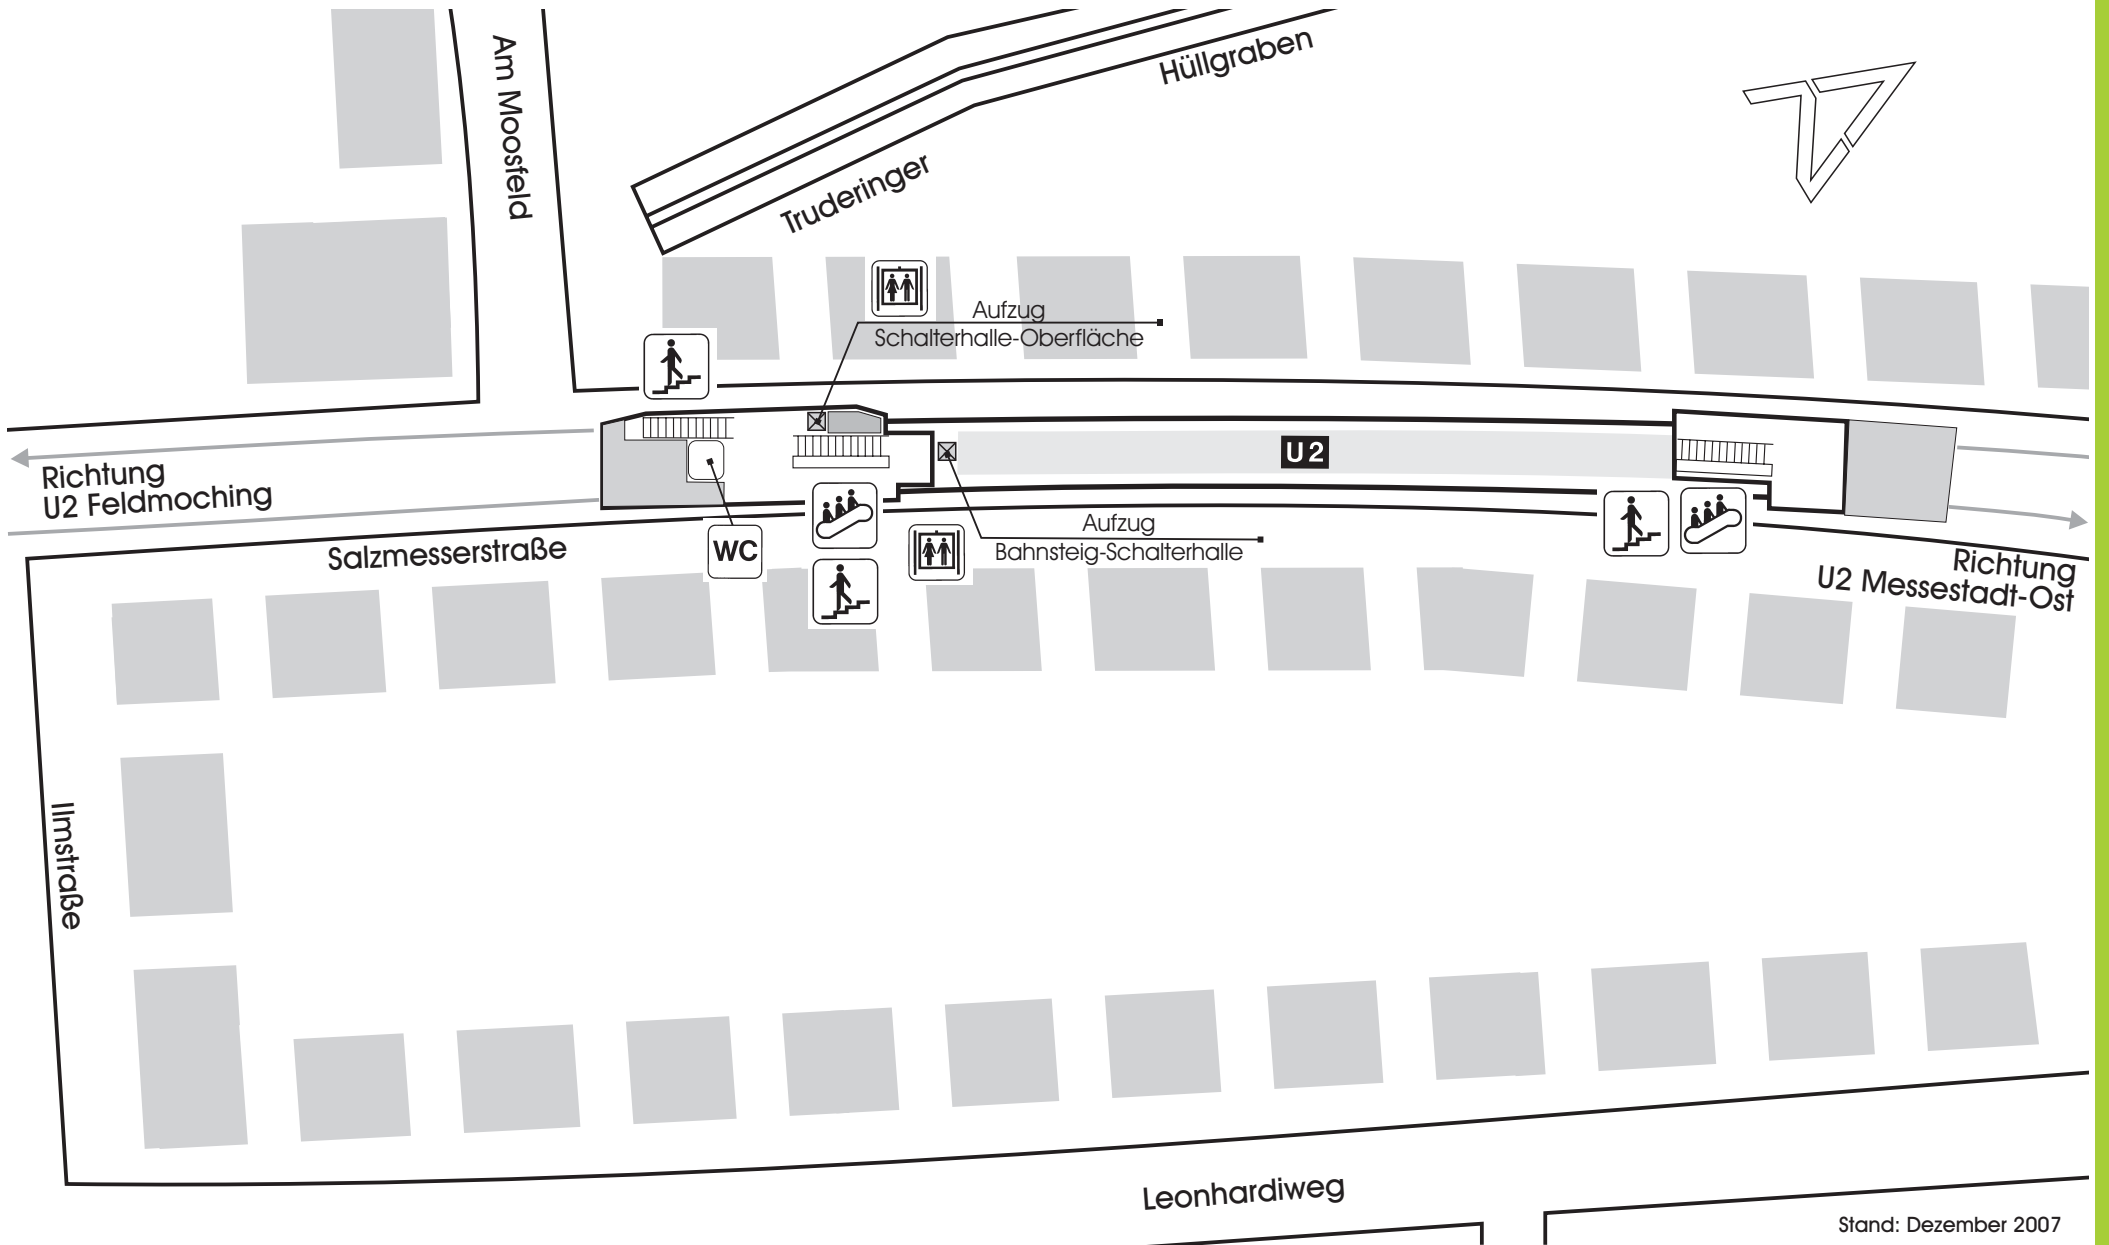 Am Moosfeld
Hüllgraben
Truderinger
Aufzug
Schalterhalle-Oberfläche
U2
Richtung
U2 Feldmoching
Salzmesserstraße
WC
Aufzug
Bahnsteig-Schalterhalle
Richtung
U2 Messestadt-Ost
Ilmstraße
Leonhardiweg
Stand: Dezember 2007